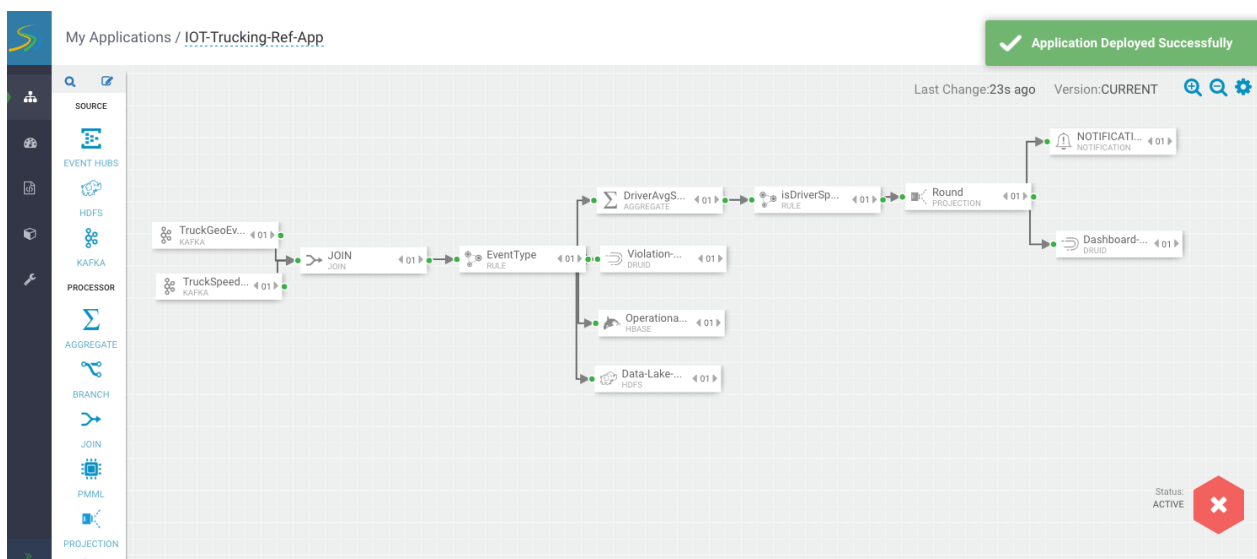 My Applications / IOT-Trucking-Ref-App
Application Deployed Successfully
Last Change:23s ago Version:CURRENT
SOURCE
EVENT HUBS
HDFS
KAFKA
PROCESSOR
AGGREGATE
BRANCH
JOIN
PMML
PROJECTION
TruckGeoEv... 01
KAFKA
TruckSpeed... 01
KAFKA
JOIN 01
JOIN
EventType 01
RULE
DriverAvgS... 01
AGGREGATE
Violation-... 01
DRUID
Operationa... 01
HBASE
Data-Lake-... 01
HDFS
isDriverSp... 01
RULE
Round 01
PROJECTION
NOTIFICATI... 01
NOTIFICATION
Dashboard-... 01
DRUID
Status:
ACTIVE